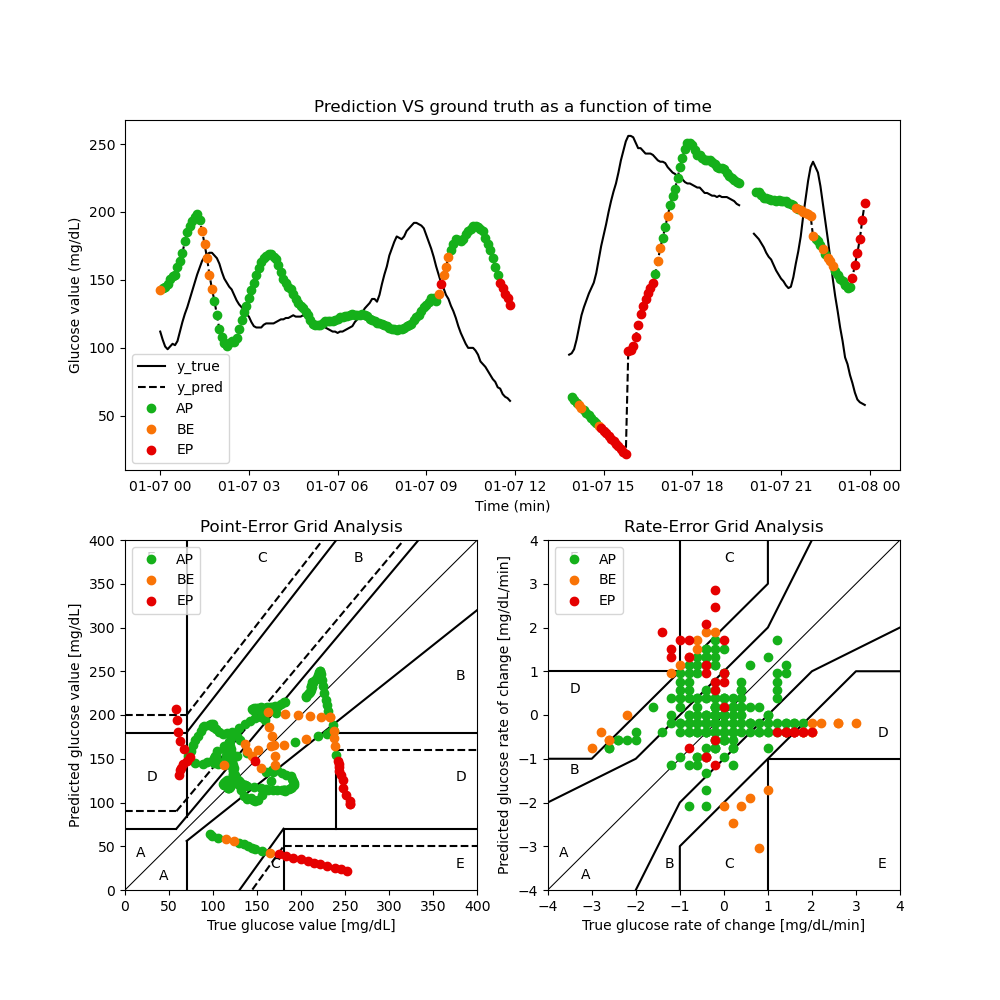 Prediction VS ground truth as a function of time
Glucose value (mg/dL)
250
200
150
100
50
y_true
y_pred
AP
BE
EP
01-07 00
01-07 03
01-07 06
01-07 09
01-07 12
01-07 15
01-07 18
01-07 21
01-08 00
Time (min)
Point-Error Grid Analysis
Predicted glucose value [mg/dL]
400
350
300
250
200
150
100
50
0
AP
BE
EP
C
B
B
D
D
A
A
C
E
0
50
100
150
200
250
300
350
400
True glucose value [mg/dL]
Rate-Error Grid Analysis
Predicted glucose rate of change [mg/dL/min]
4
3
2
1
0
−1
−2
−3
−4
AP
BE
EP
C
D
D
B
A
A
B
C
E
−4
−3
−2
−1
0
1
2
3
4
True glucose rate of change [mg/dL/min]